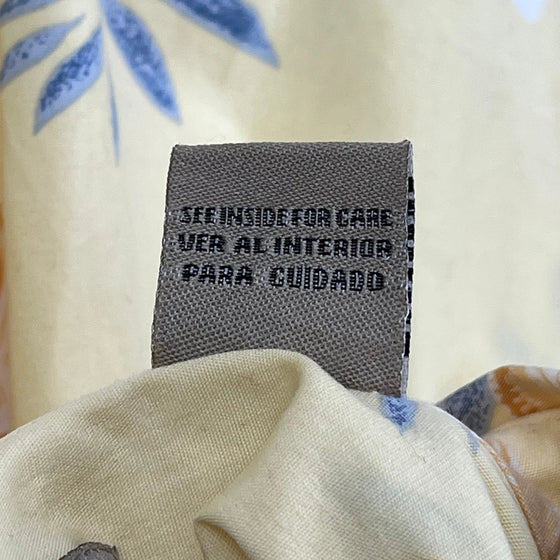 SEE INSIDE FOR CARE
VER AL INTERIOR
PARA CUIDADO